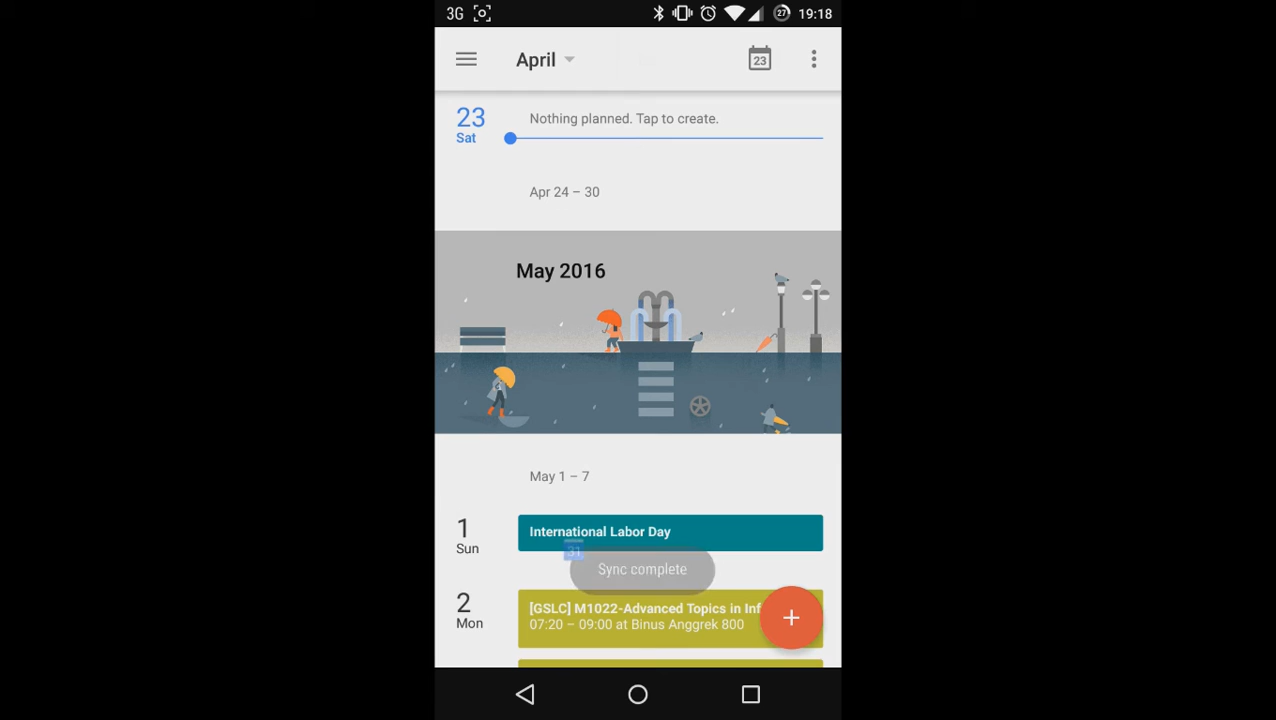 3G 27 19:18
April 23
23 Nothing planned. Tap to create.
Sat
Apr 24 – 30
May 2016
May 1 – 7
1 International Labor Day
Sun
31
Sync complete
2 [GSLC] M1022-Advanced Topics in Inf
Mon 07:20 – 09:00 at Binus Anggrek 800